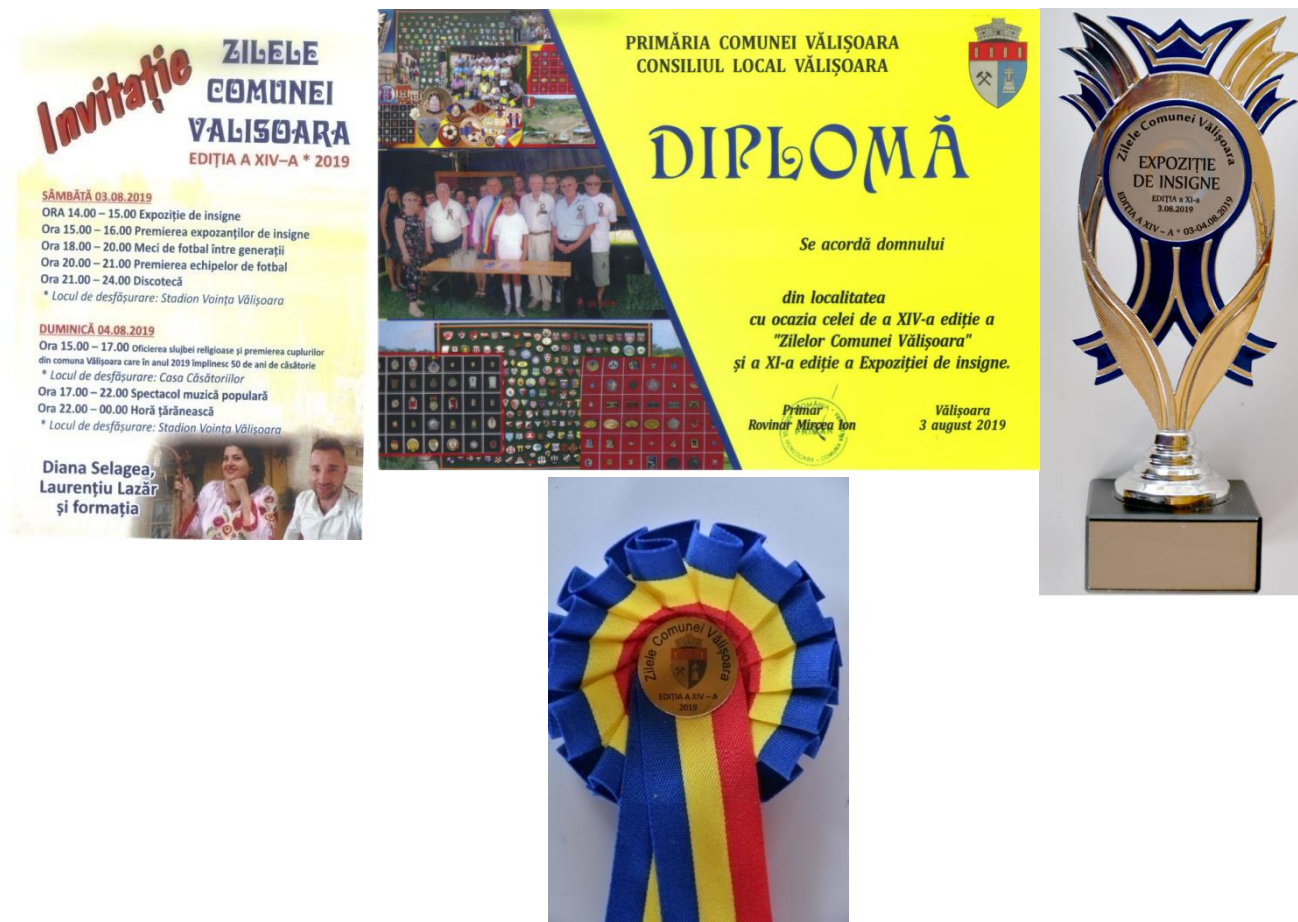 Invitație
ZILELE
COMUNEI
VALISOARA
EDIȚIA A XIV–A * 2019
SÂMBĂTĂ 03.08.2019
ORA 14.00 – 15.00 Expoziție de insigne
Ora 15.00 – 16.00 Premierea expozanților de insigne
Ora 18.00 – 20.00 Meci de fotbal între generații
Ora 20.00 – 21.00 Premierea echipelor de fotbal
Ora 21.00 – 24.00 Discotecă
* Locul de desfășurare: Stadion Voința Vălișoara
DUMINICĂ 04.08.2019
Ora 15.00 – 17.00 Oficierea slujbei religioase și premierea cuplurilor
din comuna Vălișoara care în anul 2019 împlinesc 50 de ani de căsătorie
* Locul de desfășurare: Casa Căsătoriilor
Ora 17.00 – 22.00 Spectacol muzică populară
Ora 22.00 – 00.00 Horă țărănească
* Locul de desfășurare: Stadion Voința Vălișoara
Diana Selagea,
Laurențiu Lazăr
și formația
PRIMĂRIA COMUNEI VĂLIȘOARA
CONSILIUL LOCAL VĂLIȘOARA
DIPLOMĂ
Se acordă domnului
din localitatea
cu ocazia celei de a XIV-a ediție a
"Zilelor Comunei Vălișoara"
și a XI-a ediție a Expoziției de insigne.
Primar
Rovinar Mircea Ion
Vălișoara
3 august 2019
ROMÂNIA
PRIMAR
Zilele Comunei Vălișoara
EXPOZIȚIE
DE INSIGNE
EDIȚIA a XI-a
3.08.2019
EDIȚIA A XIV – A * 03-04.08.2019
Zilele Comunei Vălișoara
EDIȚIA A XIV – A
2019